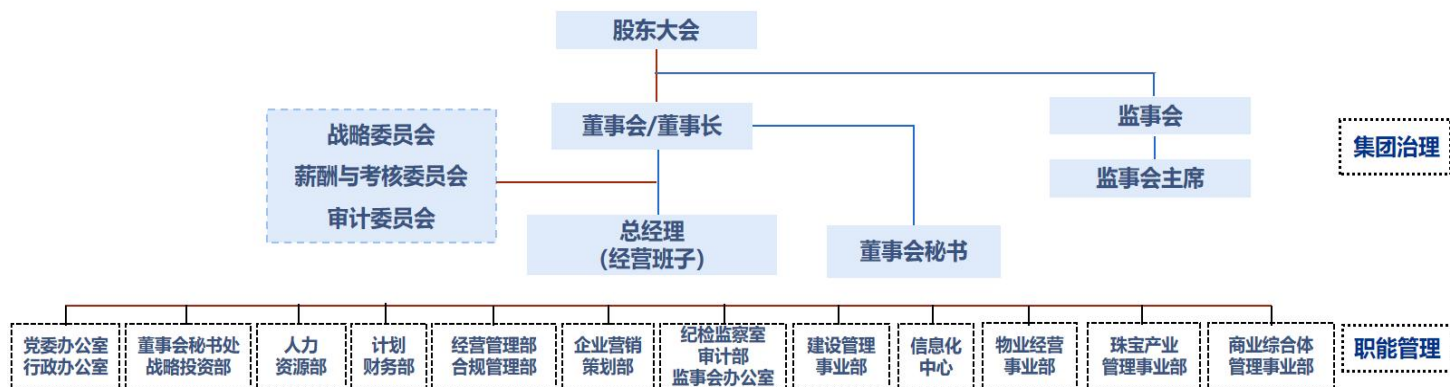 股东大会
战略委员会
薪酬与考核委员会
审计委员会
董事会/董事长
监事会
监事会主席
集团治理
总经理
（经营班子）
董事会秘书
党委办公室
行政办公室
董事会秘书处
战略投资部
人力
资源部
计划
财务部
经营管理部
合规管理部
企业营销
策划部
纪检监察室
审计部
监事会办公室
建设管理
事业部
信息化
中心
物业经营
事业部
珠宝产业
管理事业部
商业综合体
管理事业部
职能管理